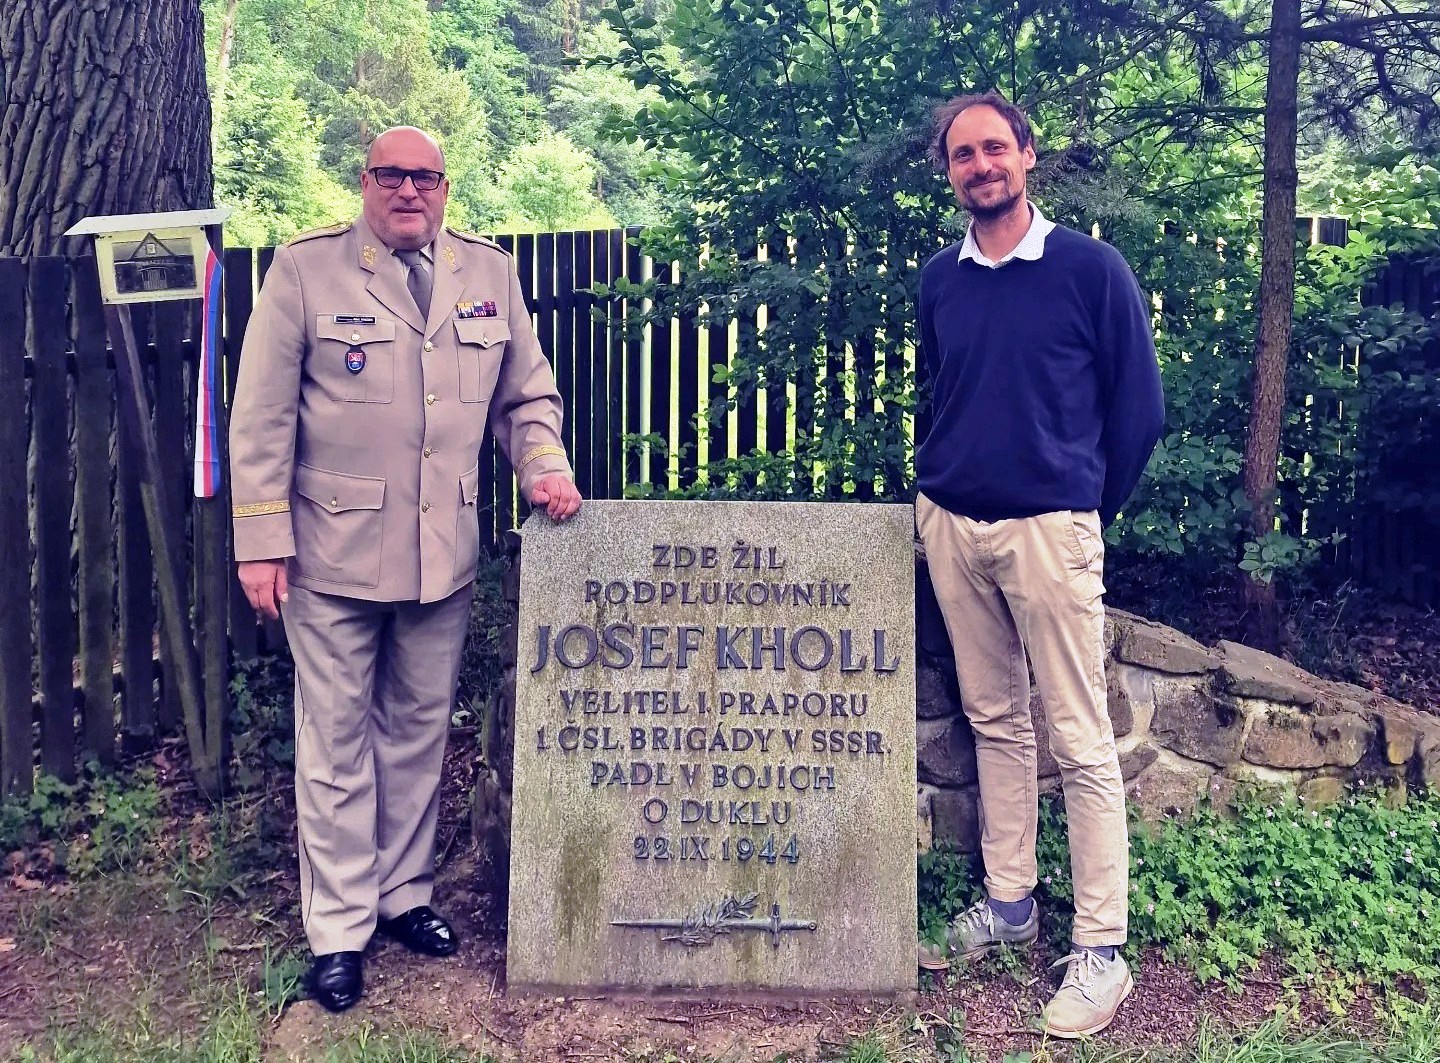 ZDE ŽIL
PODPLUKOVNÍK
JOSEF KHOLL
VELITEL I. PRAPORU
1. ČSL. BRIGÁDY V SSSR.
PADL V BOJÍCH
O DUKLU
22.IX.1944